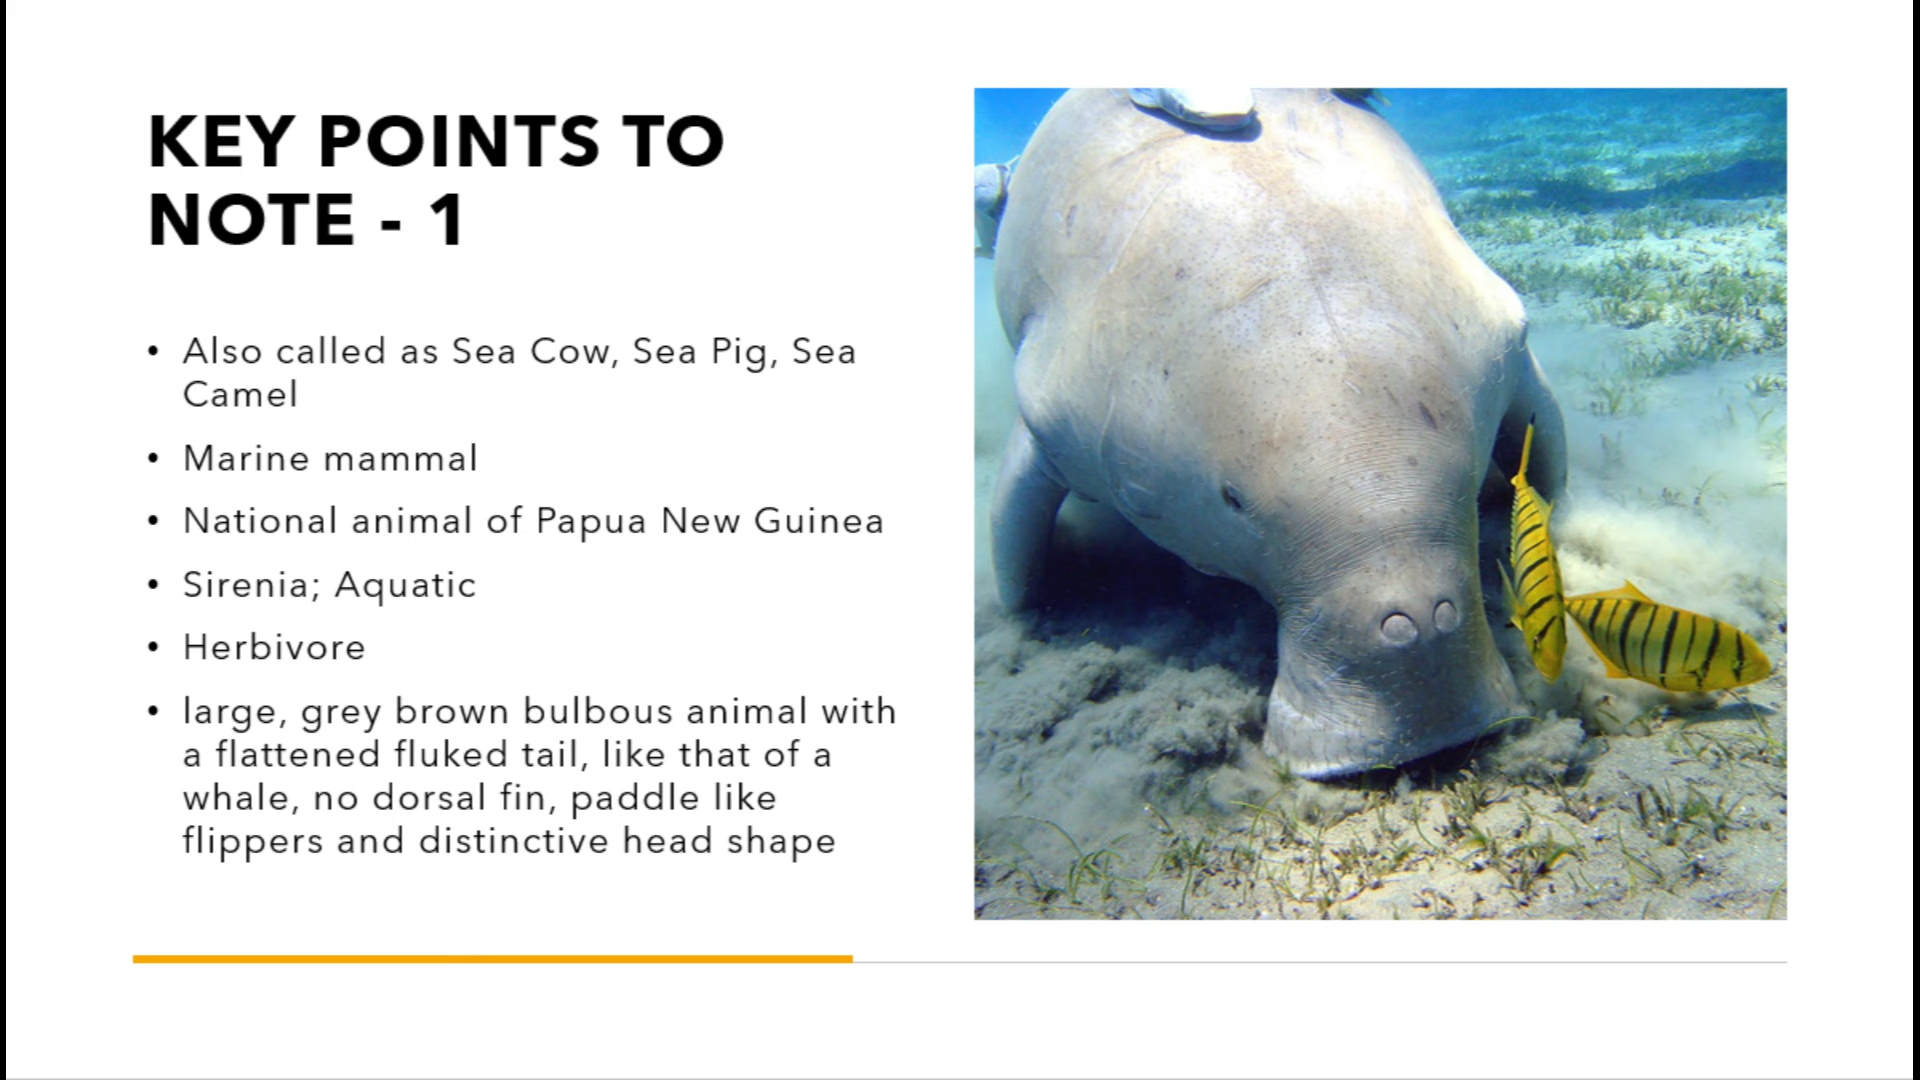 KEY POINTS TO
NOTE - 1
• Also called as Sea Cow, Sea Pig, Sea
Camel
• Marine mammal
• National animal of Papua New Guinea
• Sirenia; Aquatic
• Herbivore
• large, grey brown bulbous animal with
a flattened fluked tail, like that of a
whale, no dorsal fin, paddle like
flippers and distinctive head shape